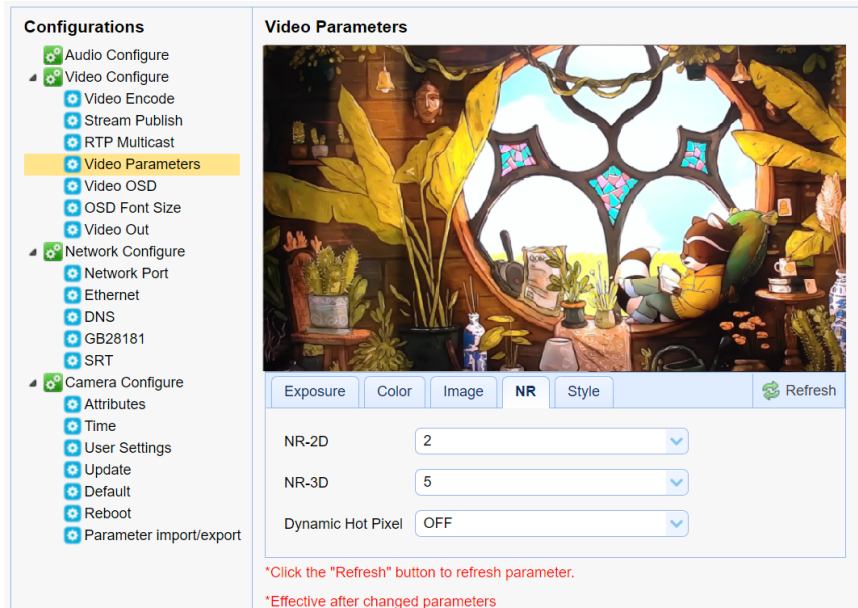 Configurations
Audio Configure
Video Configure
Video Encode
Stream Publish
RTP Multicast
Video Parameters
Video OSD
OSD Font Size
Video Out
Network Configure
Network Port
Ethernet
DNS
GB28181
SRT
Camera Configure
Attributes
Time
User Settings
Update
Default
Reboot
Parameter import/export
Video Parameters
Exposure Color Image NR Style Refresh
NR-2D 2
NR-3D 5
Dynamic Hot Pixel OFF
*Click the "Refresh" button to refresh parameter.
*Effective after changed parameters